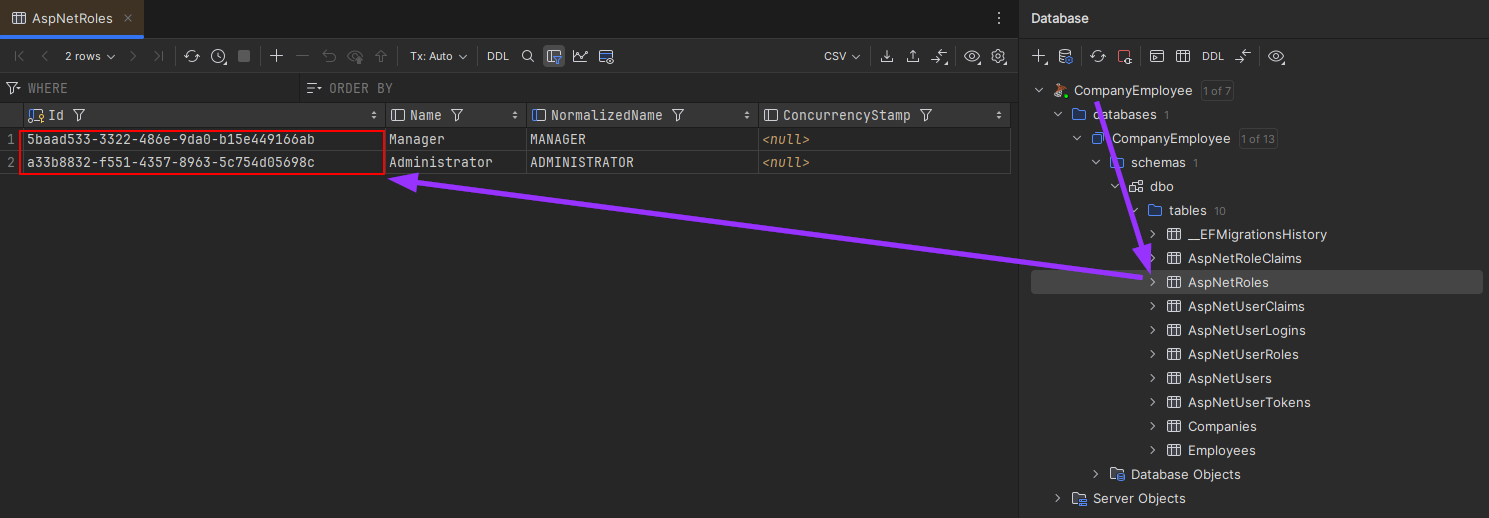 AspNetRoles
2 rows
Tx: Auto
DDL
CSV
WHERE
ORDER BY
Id Name NormalizedName ConcurrencyStamp
1 5baad533-3322-486e-9da0-b15e449166ab Manager MANAGER <null>
2 a33b8832-f551-4357-8963-5c754d05698c Administrator ADMINISTRATOR <null>
Database
DDL
CompanyEmployee 1 of 7
databases 1
CompanyEmployee 1 of 13
schemas 1
dbo
tables 10
__EFMigrationsHistory
AspNetRoleClaims
AspNetRoles
AspNetUserClaims
AspNetUserLogins
AspNetUserRoles
AspNetUsers
AspNetUserTokens
Companies
Employees
Database Objects
Server Objects